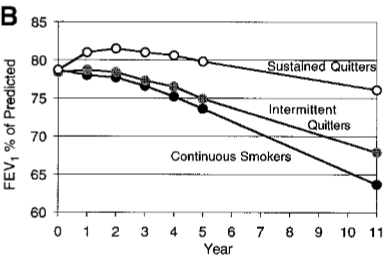 B
85
80
75
70
65
60
FEV1 % of Predicted
Sustained Quitters
Intermittent
Quitters
Continuous Smokers
0 1 2 3 4 5 6 7 8 9 10 11
Year